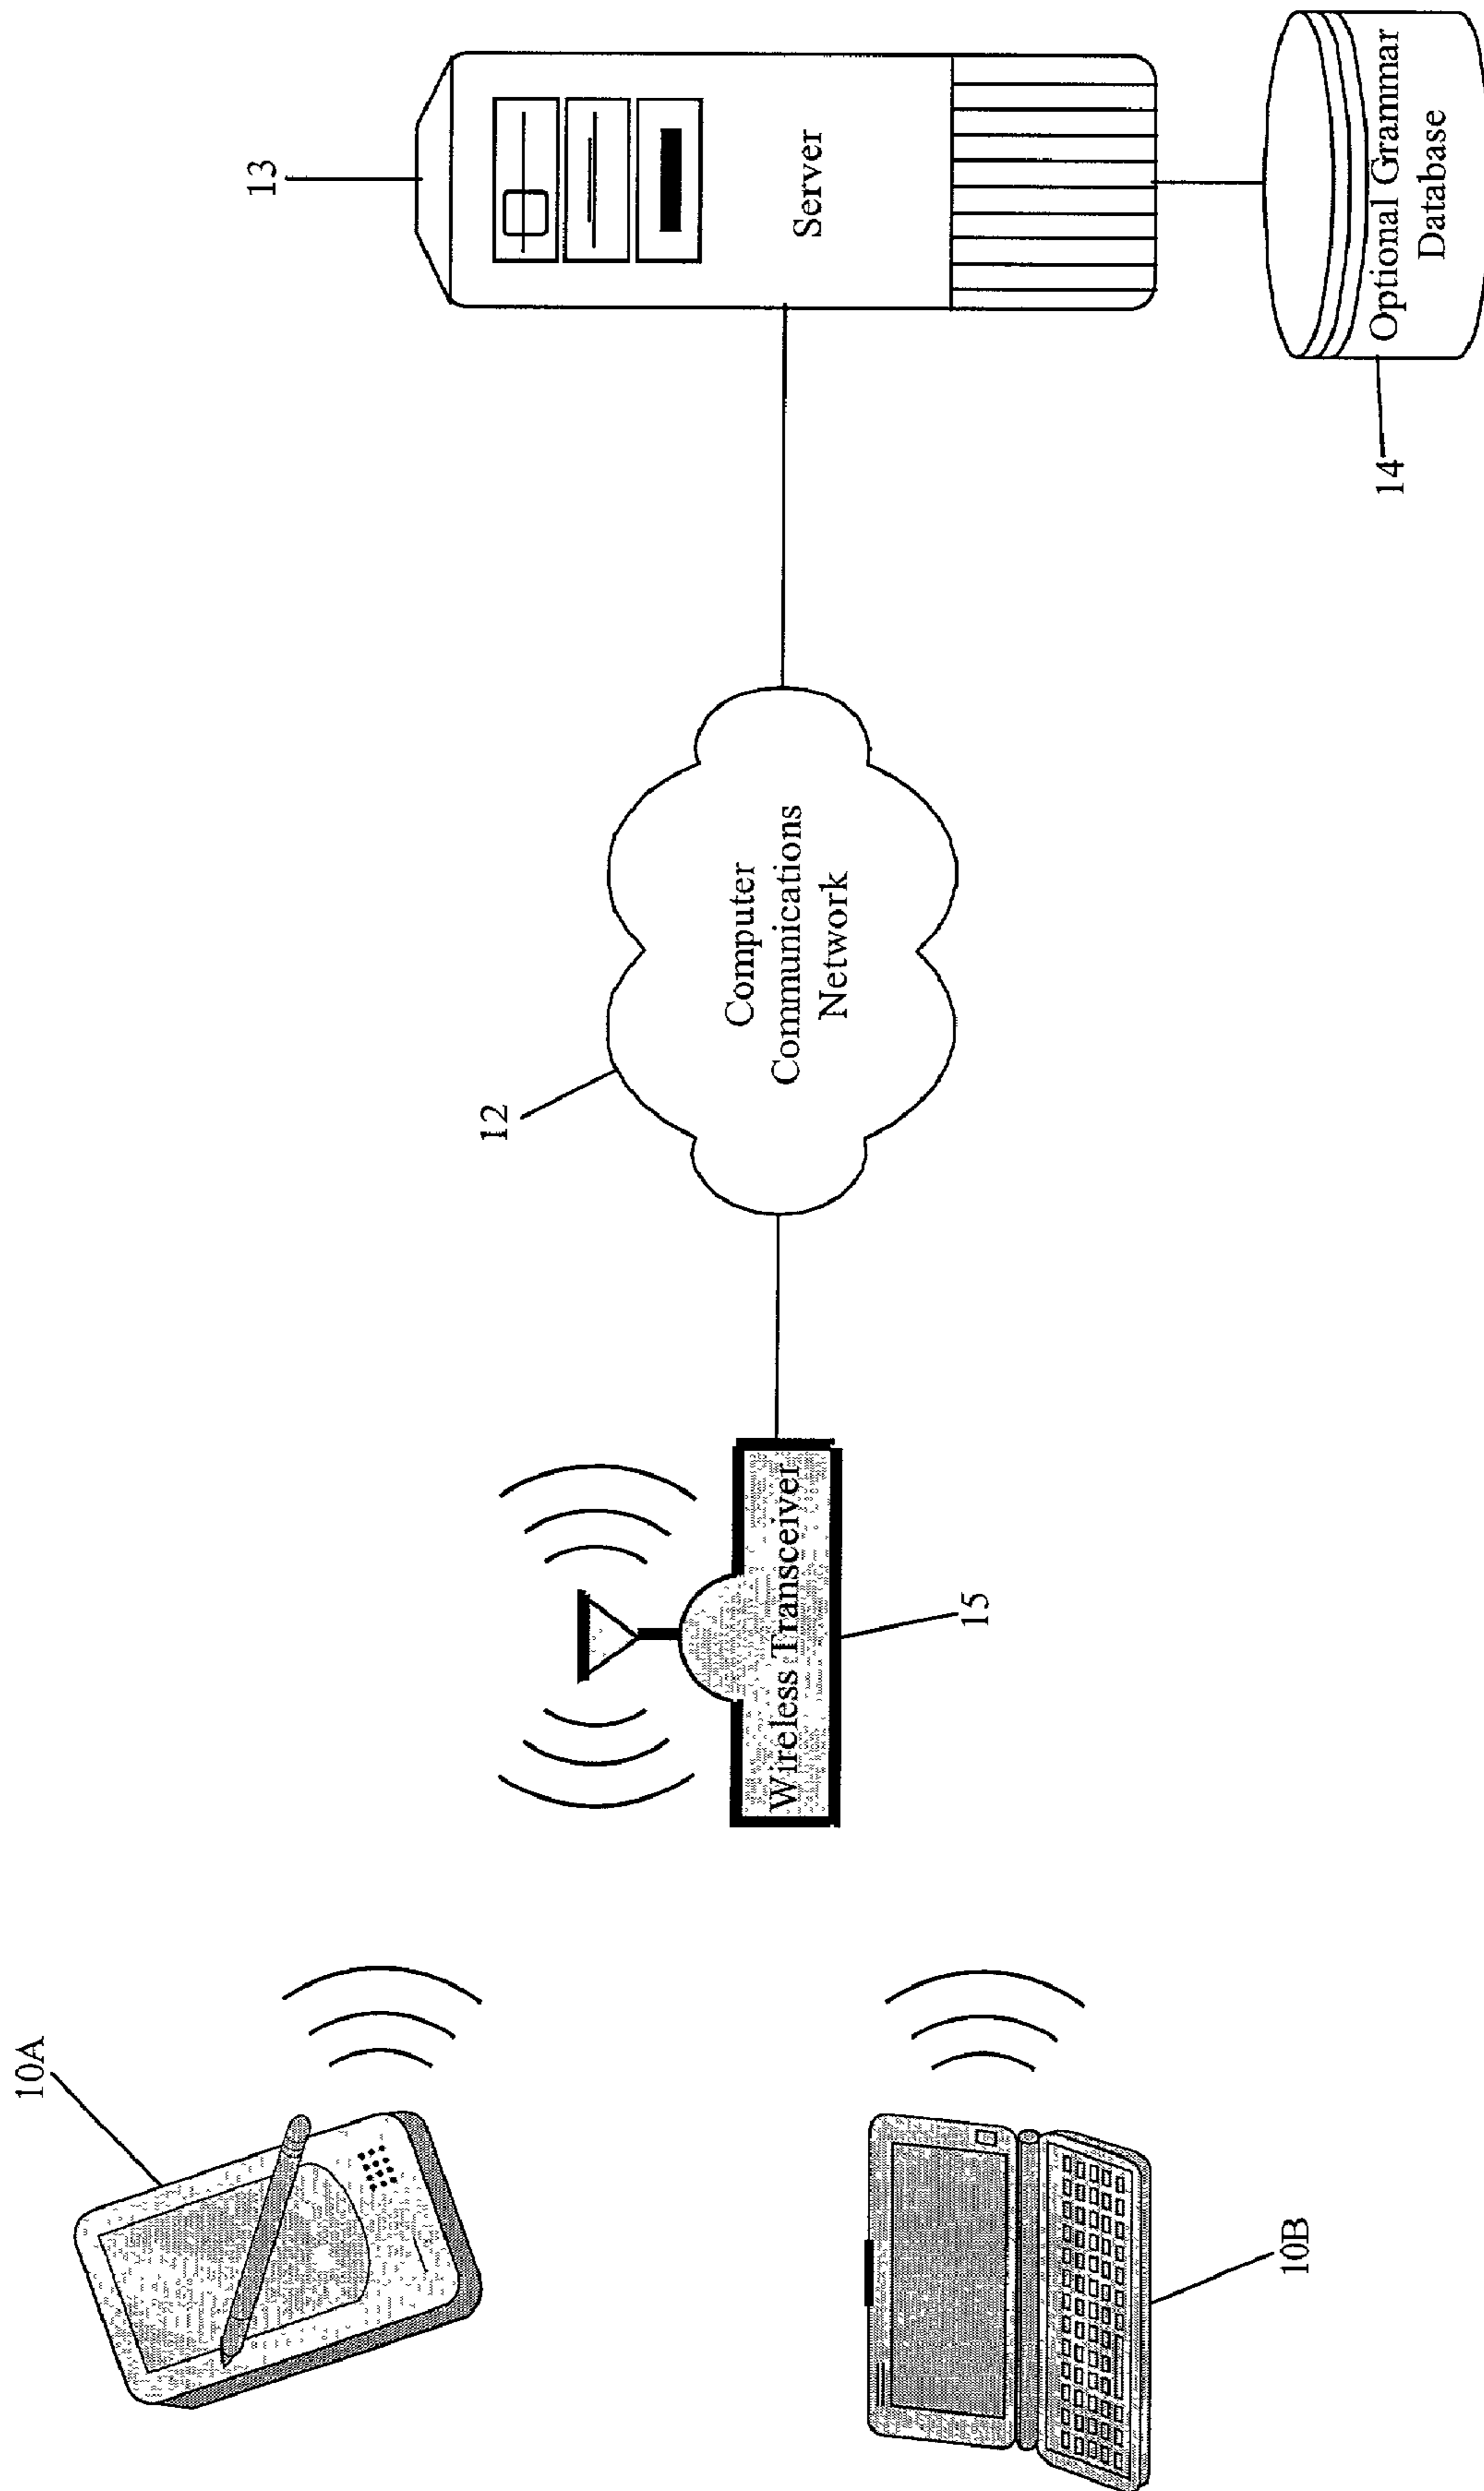 10A
10B
Wireless Transceiver
15
12
Computer
Communications
Network
13
Server
14
Optional Grammar
Database